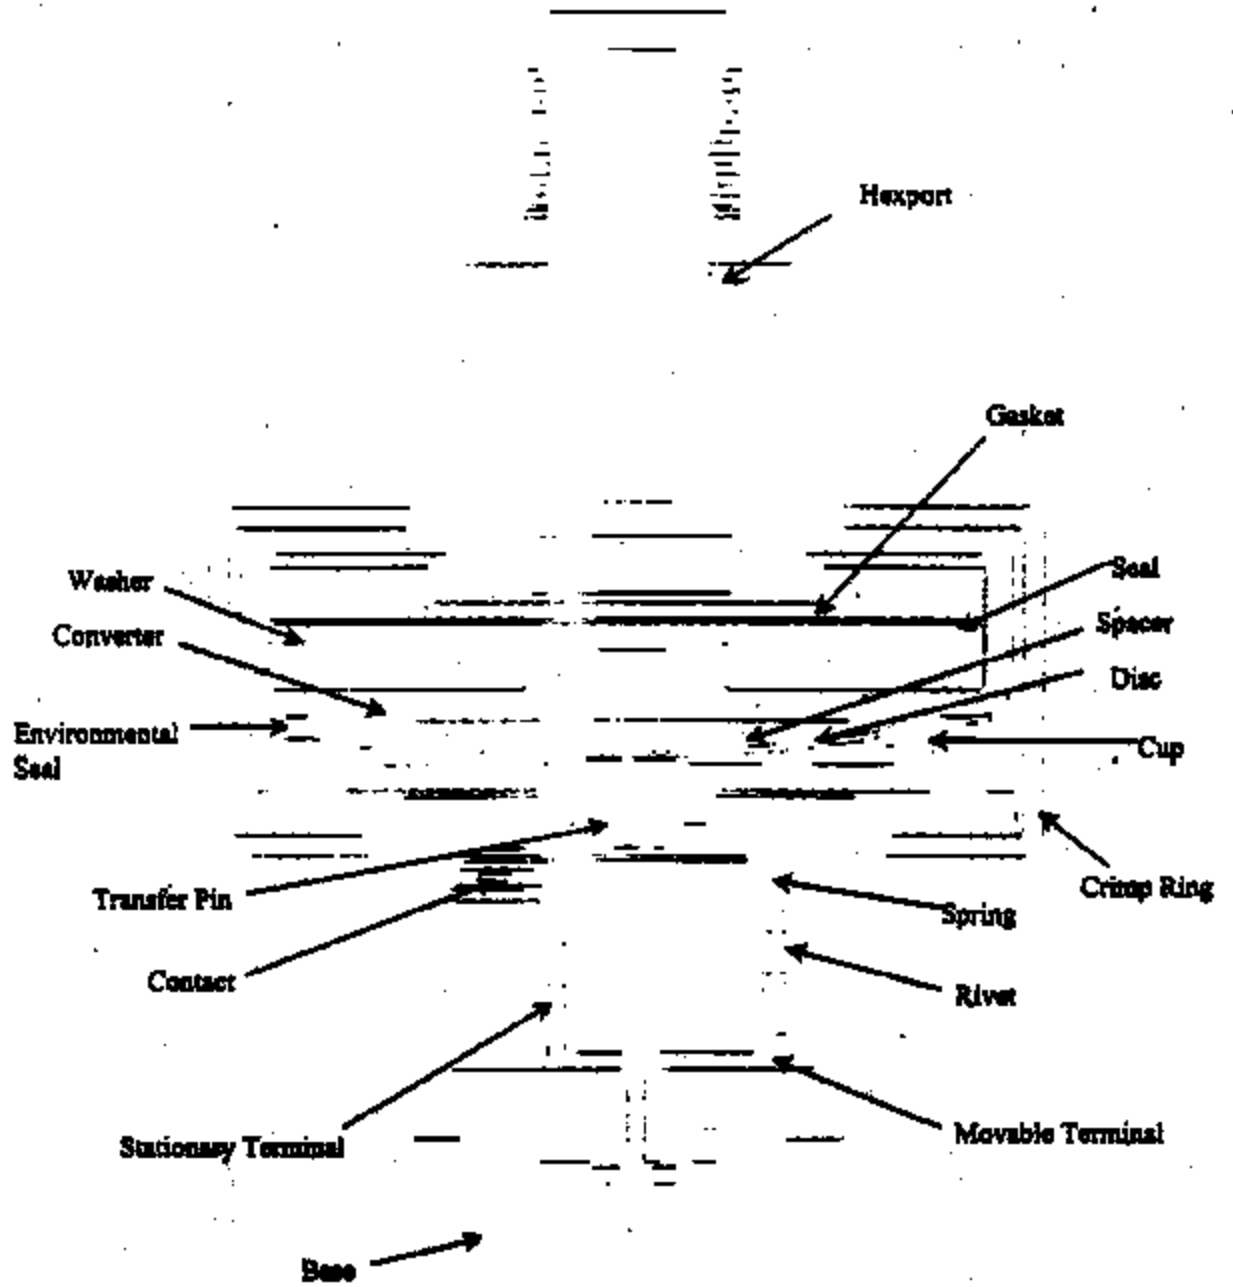 Hexport
Gasket
Washer
Seal
Converter
Spacer
Disc
Environmental
Seal
Cup
Transfer Pin
Crimp Ring
Spring
Contact
Rivet
Stationary Terminal
Movable Terminal
Base